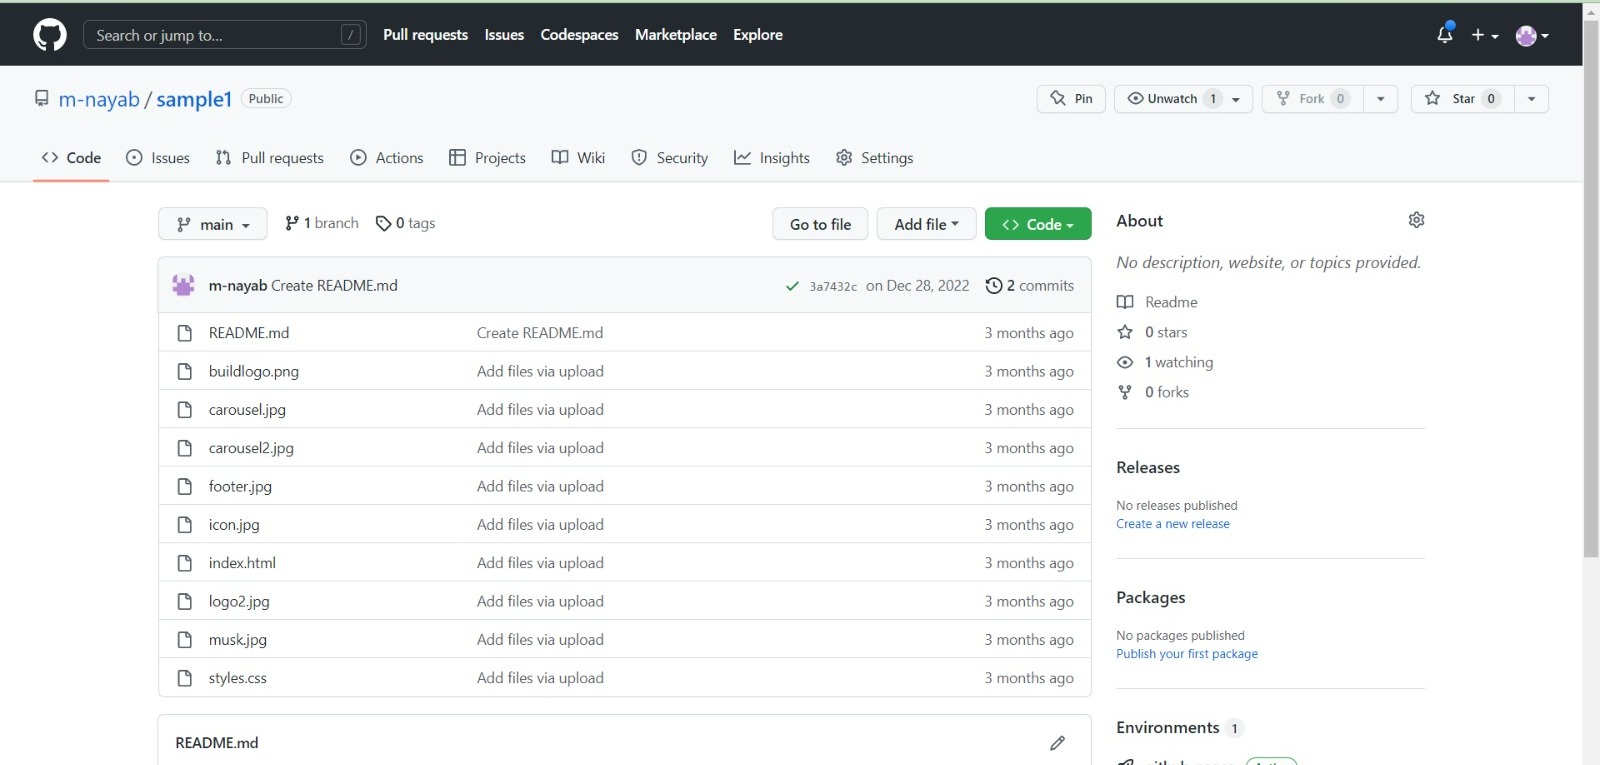 Search or jump to... / Pull requests Issues Codespaces Marketplace Explore
m-nayab / sample1 Public Pin Unwatch 1 Fork 0 Star 0
Code Issues Pull requests Actions Projects Wiki Security Insights Settings
main 1 branch 0 tags Go to file Add file Code
m-nayab Create README.md 3a7432c on Dec 28, 2022 2 commits
README.md Create README.md 3 months ago
buildlogo.png Add files via upload 3 months ago
carousel.jpg Add files via upload 3 months ago
carousel2.jpg Add files via upload 3 months ago
footer.jpg Add files via upload 3 months ago
icon.jpg Add files via upload 3 months ago
index.html Add files via upload 3 months ago
logo2.jpg Add files via upload 3 months ago
musk.jpg Add files via upload 3 months ago
styles.css Add files via upload 3 months ago
README.md
About
No description, website, or topics provided.
Readme
0 stars
1 watching
0 forks
Releases
No releases published
Create a new release
Packages
No packages published
Publish your first package
Environments 1